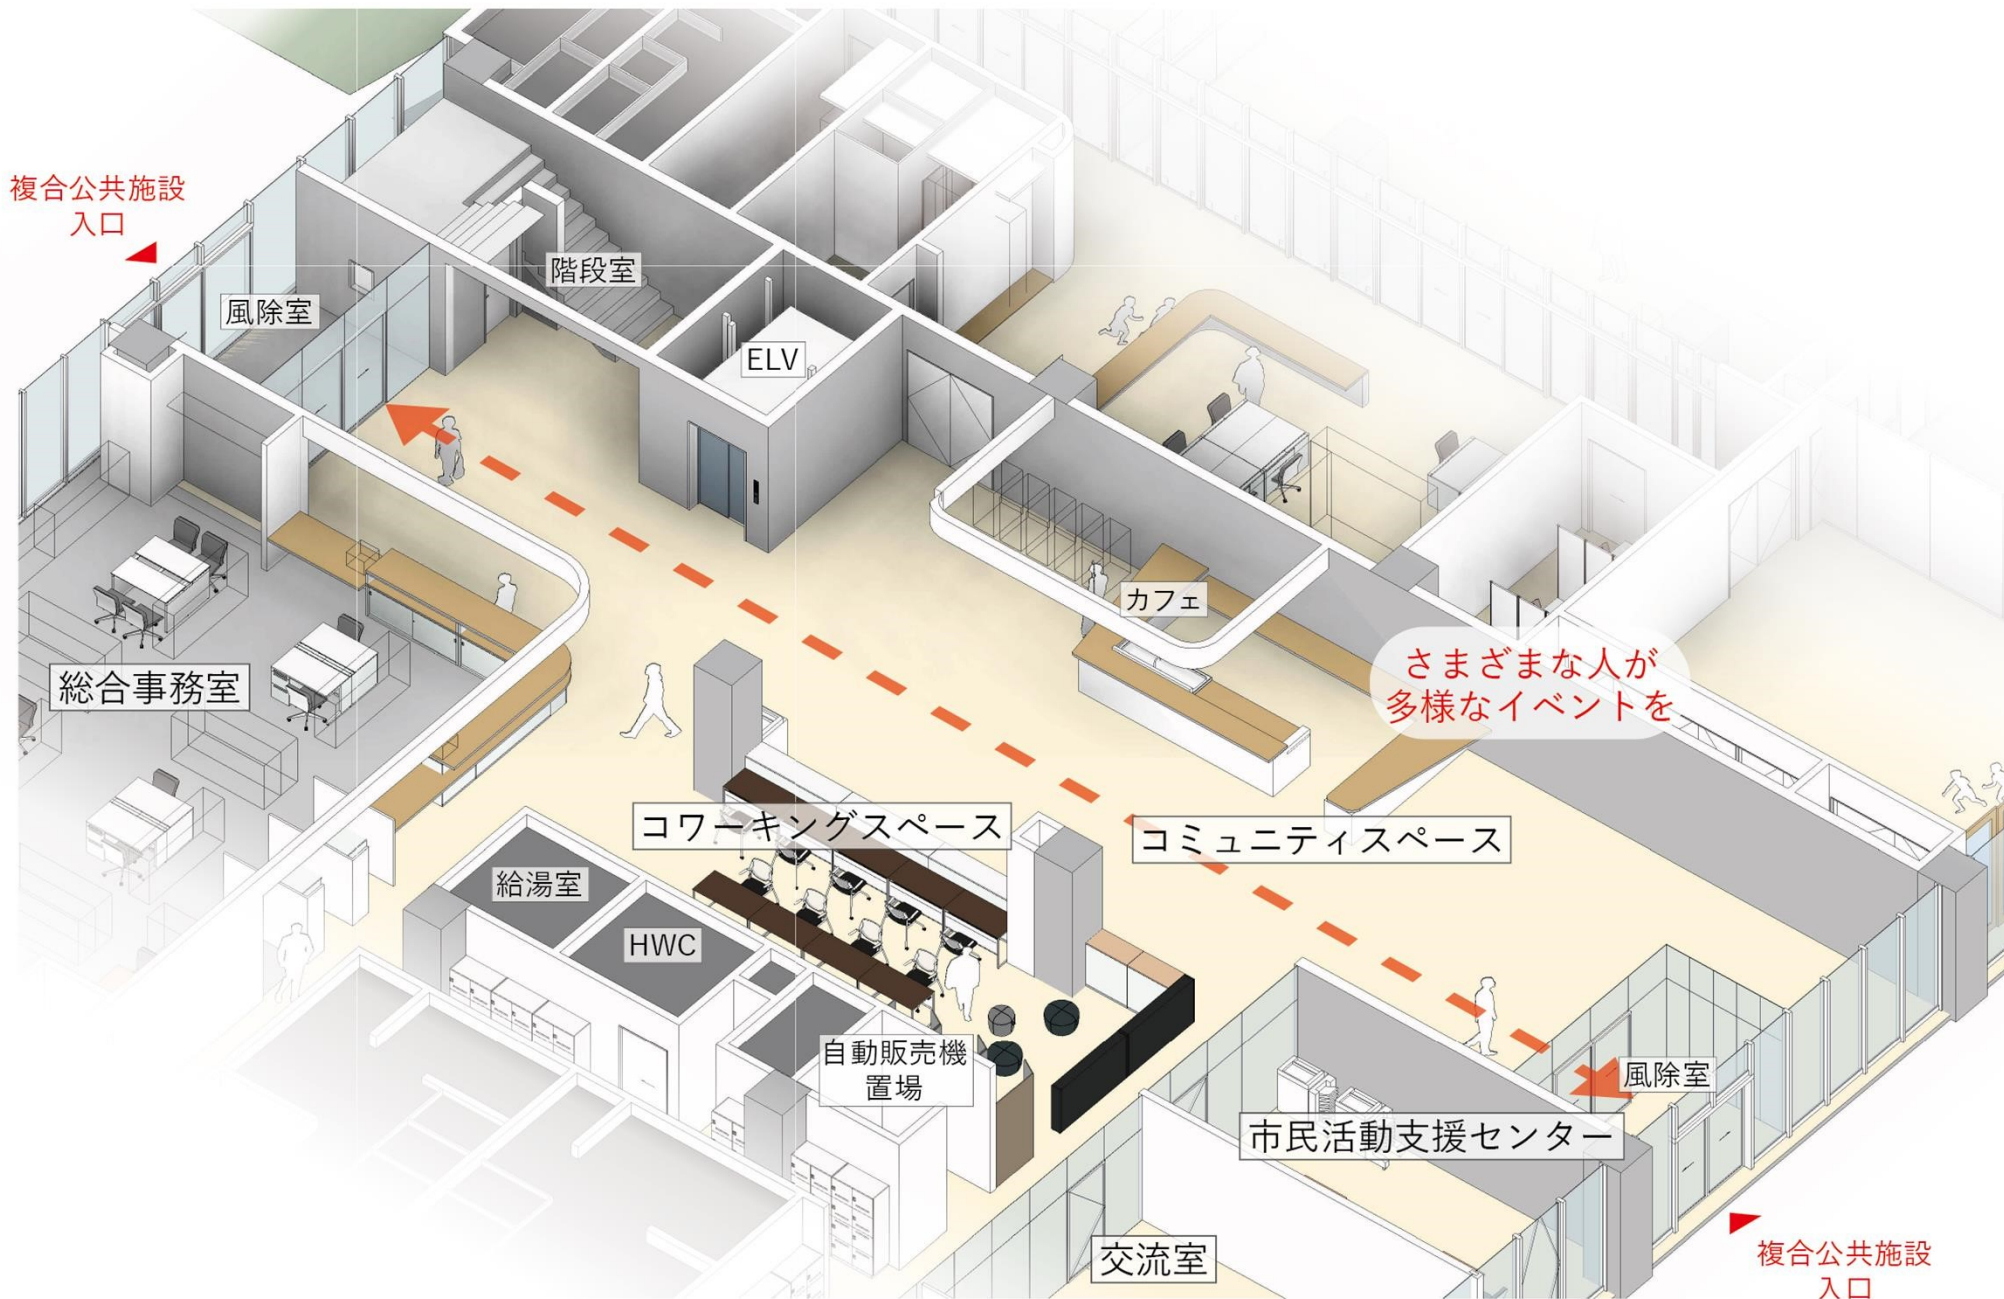 複合公共施設
入口
風除室
階段室
ELV
総合事務室
カフェ
さまざまな人が
多様なイベントを
コワーキングスペース
コミュニティスペース
給湯室
HWC
自動販売機
置場
風除室
市民活動支援センター
交流室
複合公共施設
入口